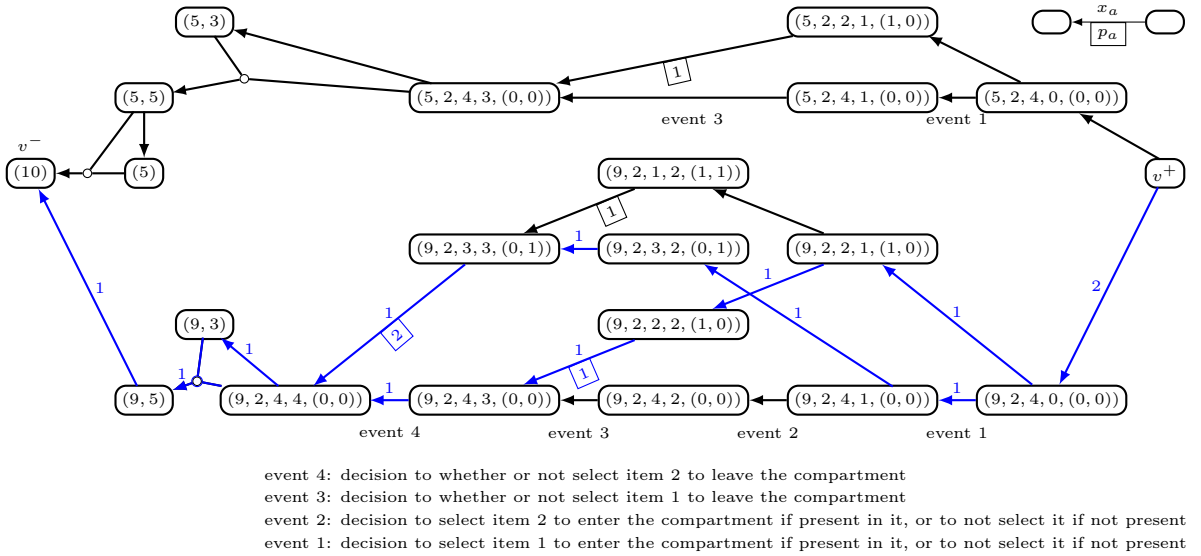 x_a
p_a
(5, 3)
(5, 2, 2, 1, (1, 0))
1
(5, 5)
(5, 2, 4, 3, (0, 0))
(5, 2, 4, 1, (0, 0))
(5, 2, 4, 0, (0, 0))
event 3
event 1
v^-
(10)
(5)
(9, 2, 1, 2, (1, 1))
v^+
1
(9, 2, 3, 3, (0, 1))
1
(9, 2, 3, 2, (0, 1))
(9, 2, 2, 1, (1, 0))
1
1
2
1
1
1
(9, 3)
2
(9, 2, 2, 2, (1, 0))
1
1
1
1
(9, 5)
(9, 2, 4, 4, (0, 0))
1
(9, 2, 4, 3, (0, 0))
(9, 2, 4, 2, (0, 0))
(9, 2, 4, 1, (0, 0))
1
(9, 2, 4, 0, (0, 0))
event 4
event 3
event 2
event 1
event 4: decision to whether or not select item 2 to leave the compartment
event 3: decision to whether or not select item 1 to leave the compartment
event 2: decision to select item 2 to enter the compartment if present in it, or to not select it if not present
event 1: decision to select item 1 to enter the compartment if present in it, or to not select it if not present